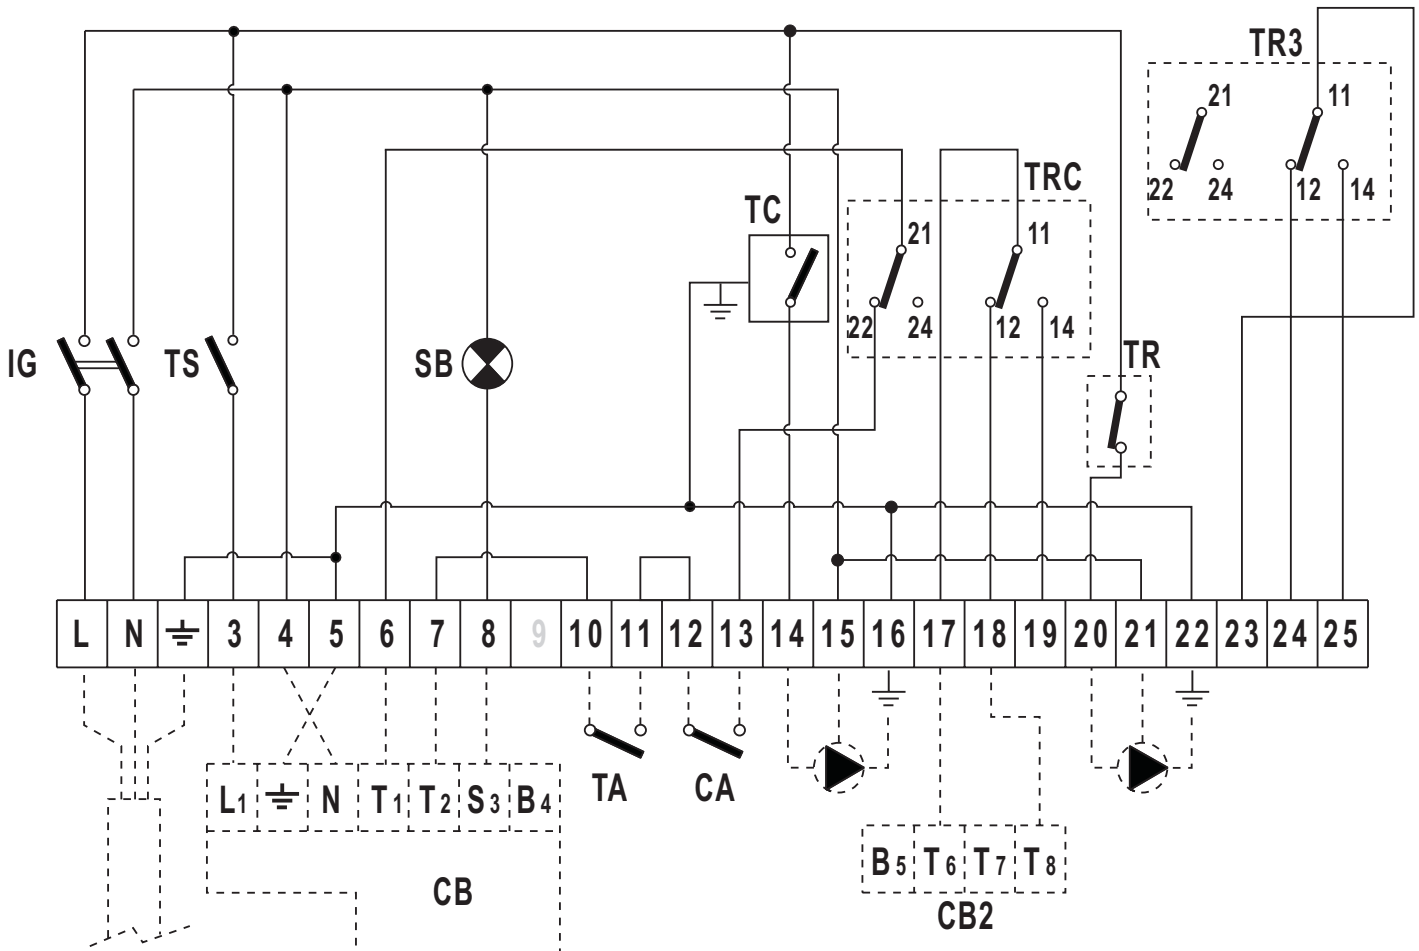 TR3
21 11
22 24 12 14
TRC
TC
21 11
22 24 12 14
TR
IG TS SB
L N 3 4 5 6 7 8 9 10 11 12 13 14 15 16 17 18 19 20 21 22 23 24 25
TA CA
L1 N T1 T2 S3 B4
CB
B5 T6 T7 T8
CB2